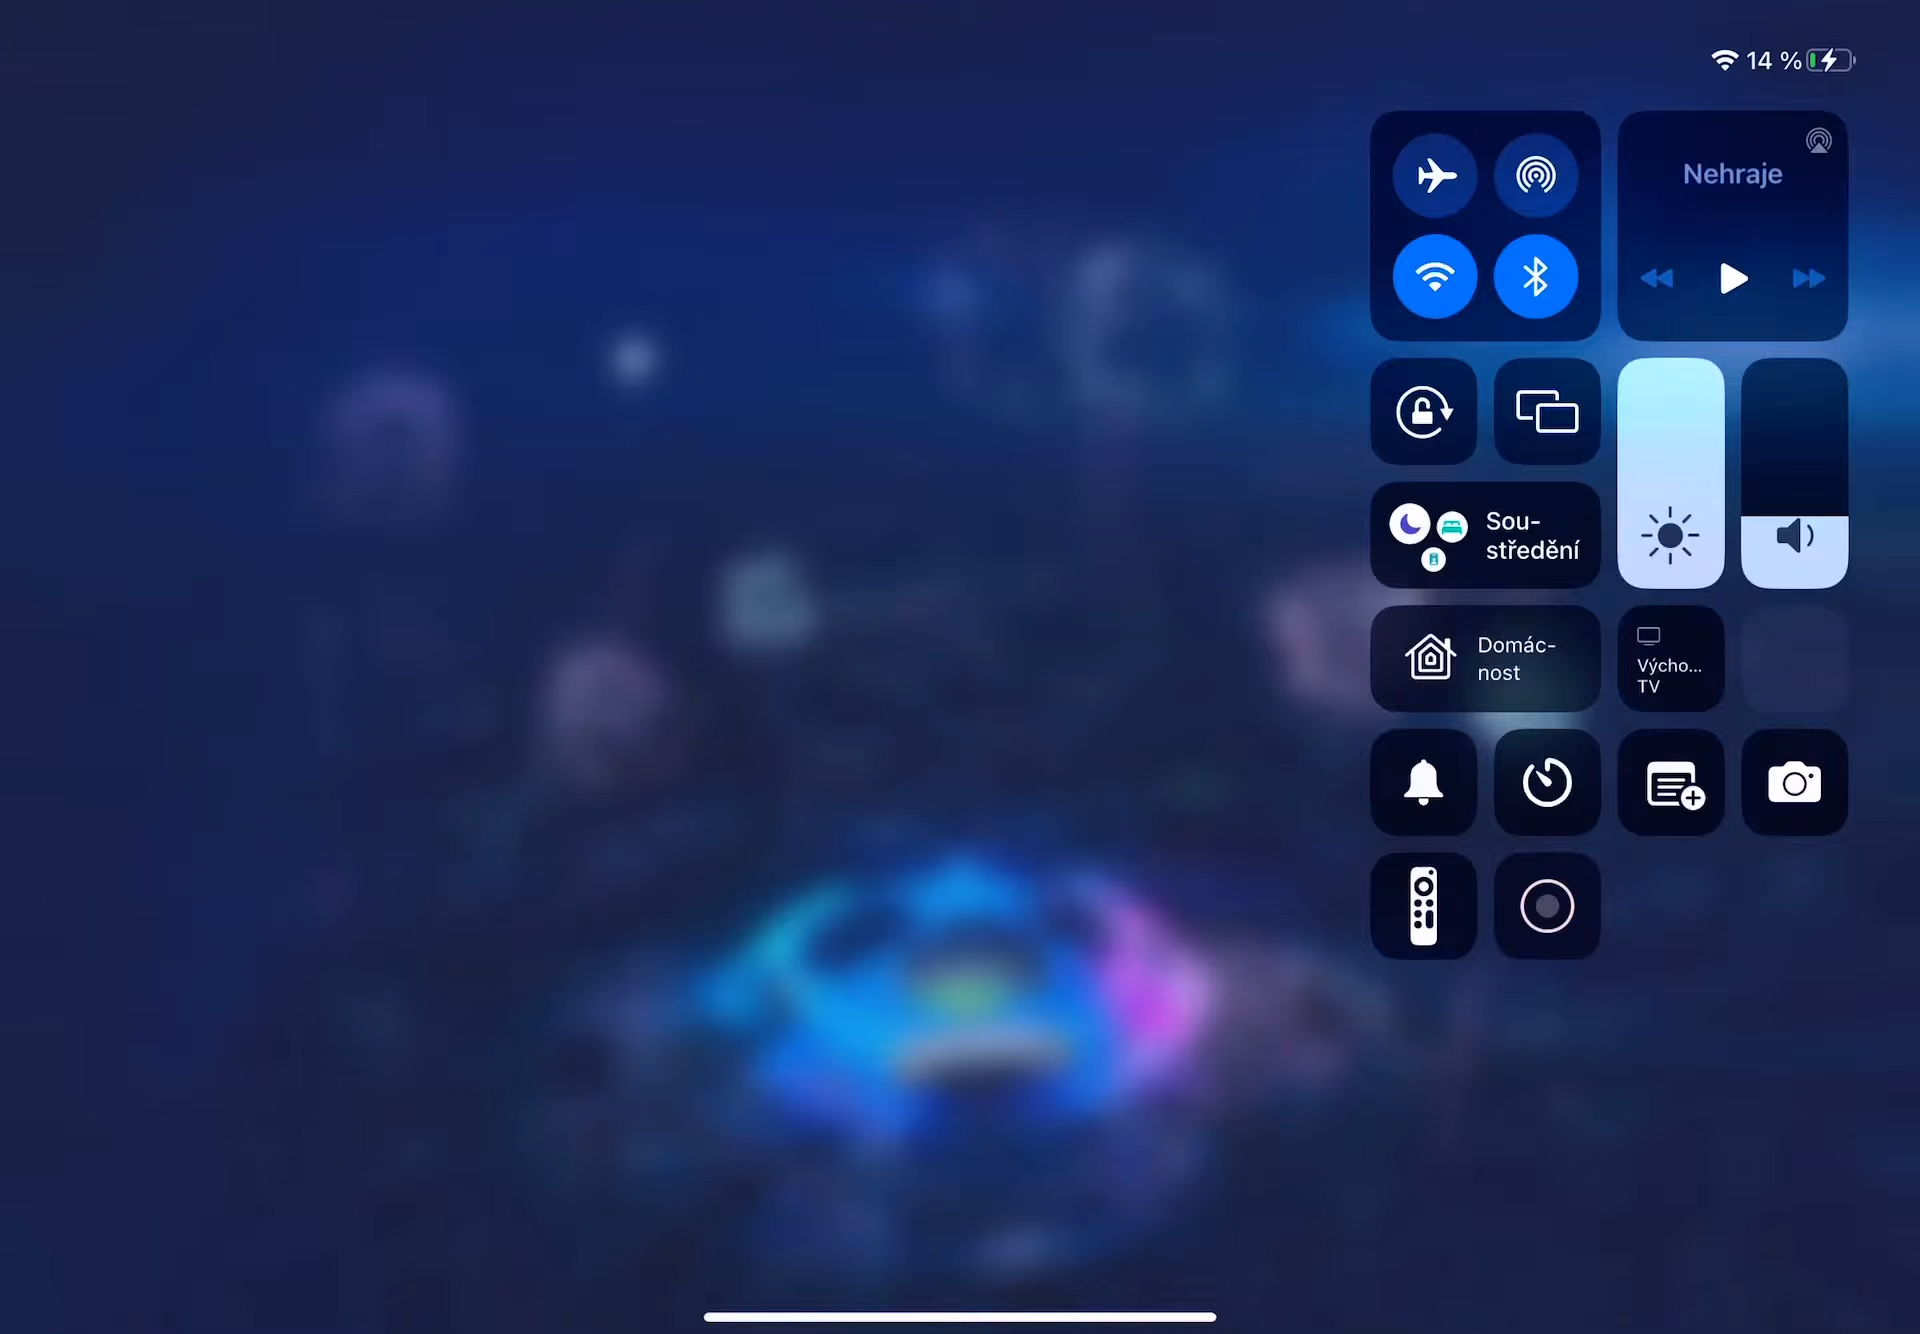 14 %
Nehraje
Sou-
středění
Domác-
nost
Výcho...
TV